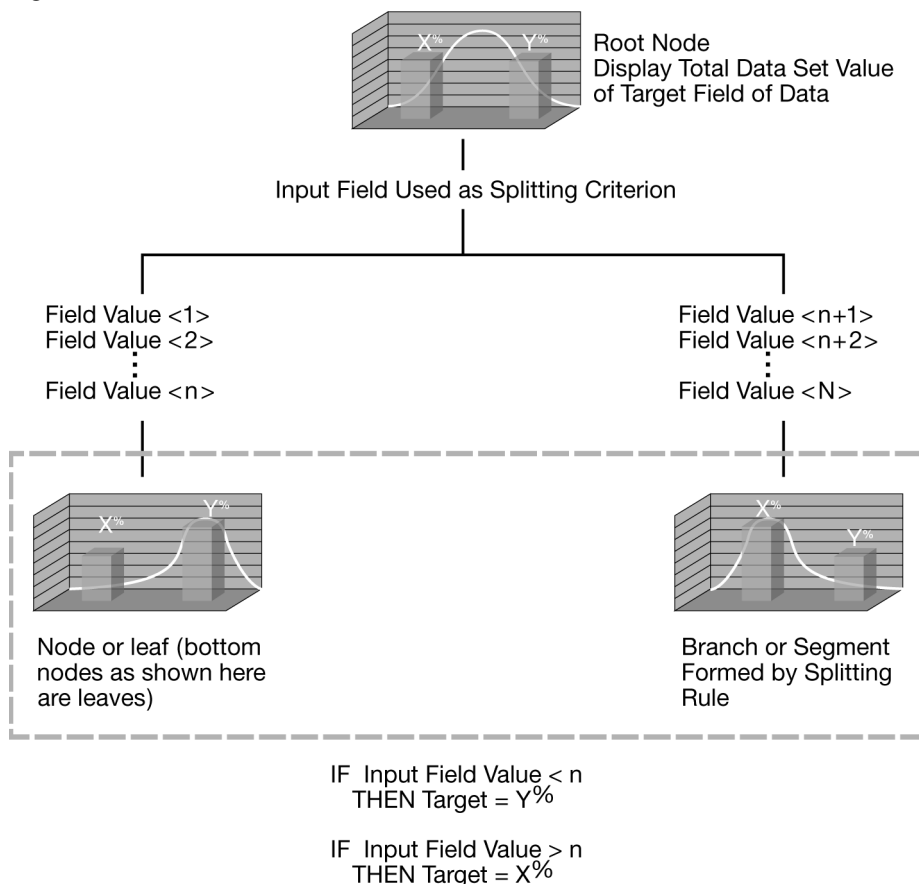 X% Y%
Root Node
Display Total Data Set Value
of Target Field of Data
Input Field Used as Splitting Criterion
Field Value <1>
Field Value <2>
Field Value <n>
Field Value <n+1>
Field Value <n+2>
Field Value <N>
X% Y%
Node or leaf (bottom
nodes as shown here
are leaves)
X% Y%
Branch or Segment
Formed by Splitting
Rule
IF Input Field Value < n
THEN Target = Y%
IF Input Field Value > n
THEN Target = X%